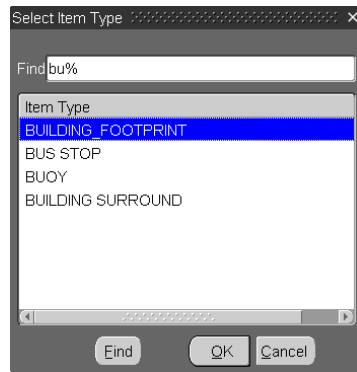 Select Item Type
Find bu%
Item Type
BUILDING_FOOTPRINT
BUS STOP
BUOY
BUILDING SURROUND
Find OK Cancel